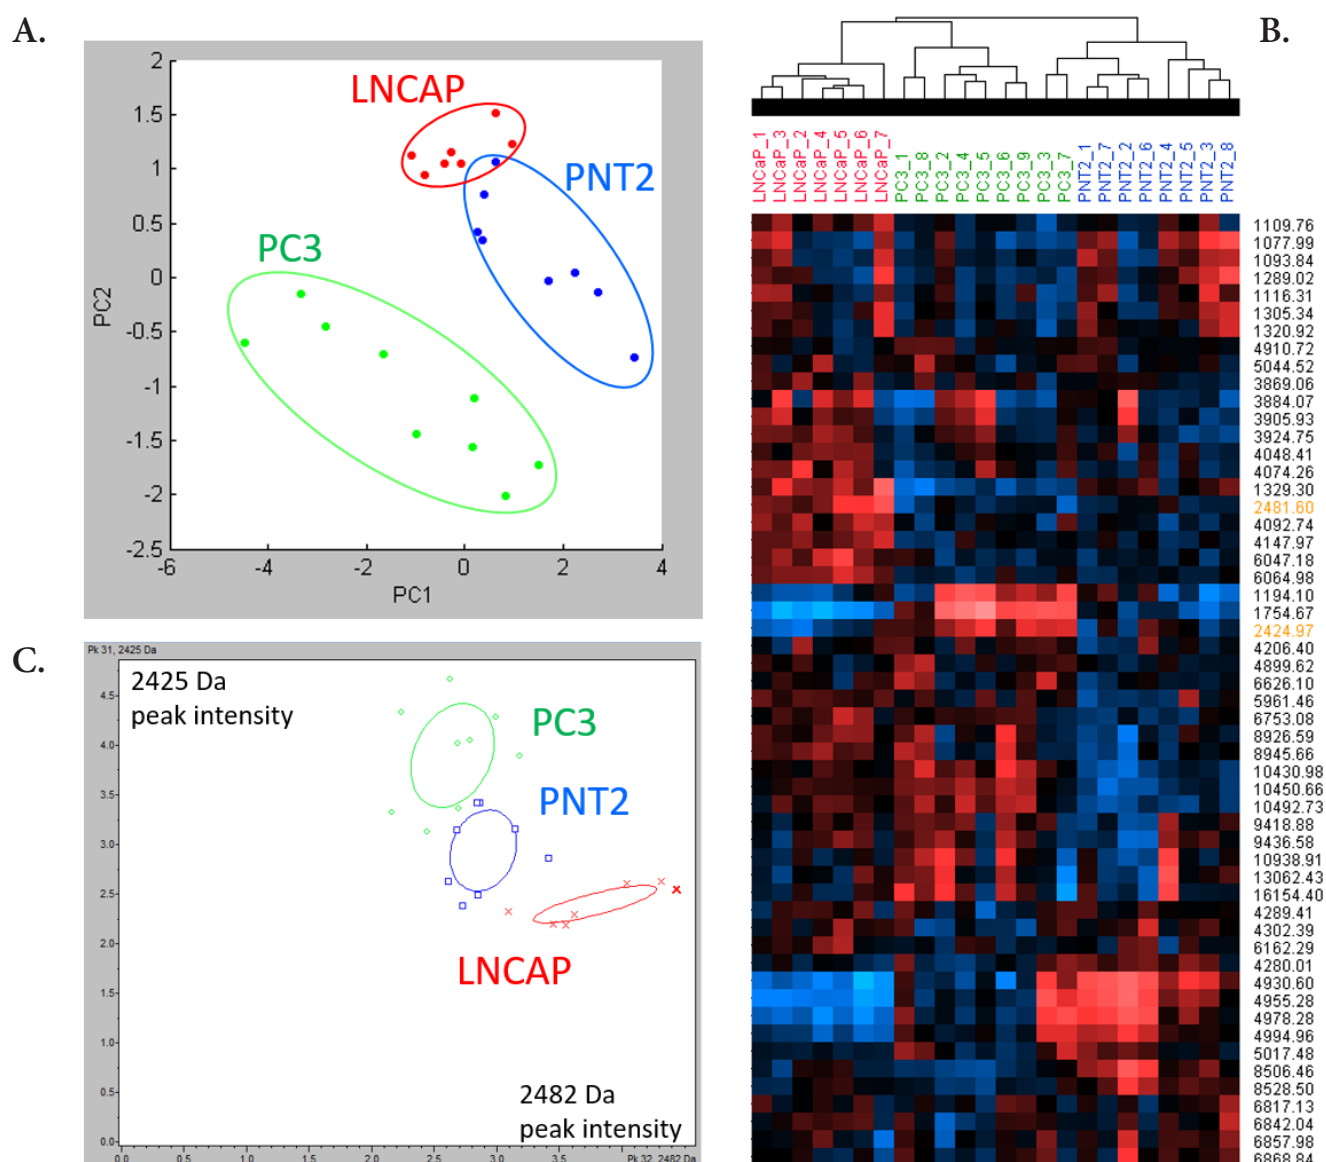 A.
B.
LNCAP
PNT2
PC3
2
1.5
1
0.5
0
-0.5
-1
-1.5
-2
-2.5
-6
-4
-2
0
2
4
PC2
PC1
LNCaP_1
LNCaP_3
LNCaP_2
LNCaP_4
LNCaP_5
LNCaP_6
LNCaP_7
PC3_1
PC3_8
PC3_2
PC3_4
PC3_5
PC3_6
PC3_9
PC3_3
PC3_7
PNT2_1
PNT2_7
PNT2_2
PNT2_6
PNT2_4
PNT2_5
PNT2_3
PNT2_8
1109.76
1077.99
1093.84
1289.02
1116.31
1305.34
1320.92
4910.72
5044.52
3869.06
3884.07
3905.93
3924.75
4048.41
4074.26
1329.30
2481.60
4092.74
4147.97
6047.18
6064.98
1194.10
1754.67
2424.97
4206.40
4899.62
6626.10
5961.46
6753.08
8926.59
8945.66
10430.98
10450.66
10492.73
9418.88
9436.58
10938.91
13062.43
16154.40
4289.41
4302.39
6162.29
4280.01
4930.60
4955.28
4978.28
4994.96
5017.48
8506.46
8528.50
6817.13
6842.04
6857.98
6868.84
C.
Pk 31, 2425 Da
2425 Da
peak intensity
PC3
PNT2
LNCAP
4.5
4.0
3.5
3.0
2.5
2.0
1.5
1.0
0.5
0.0
2482 Da
peak intensity
0.0
0.5
1.0
1.5
2.0
2.5
3.0
3.5
Pk 32, 2482 Da